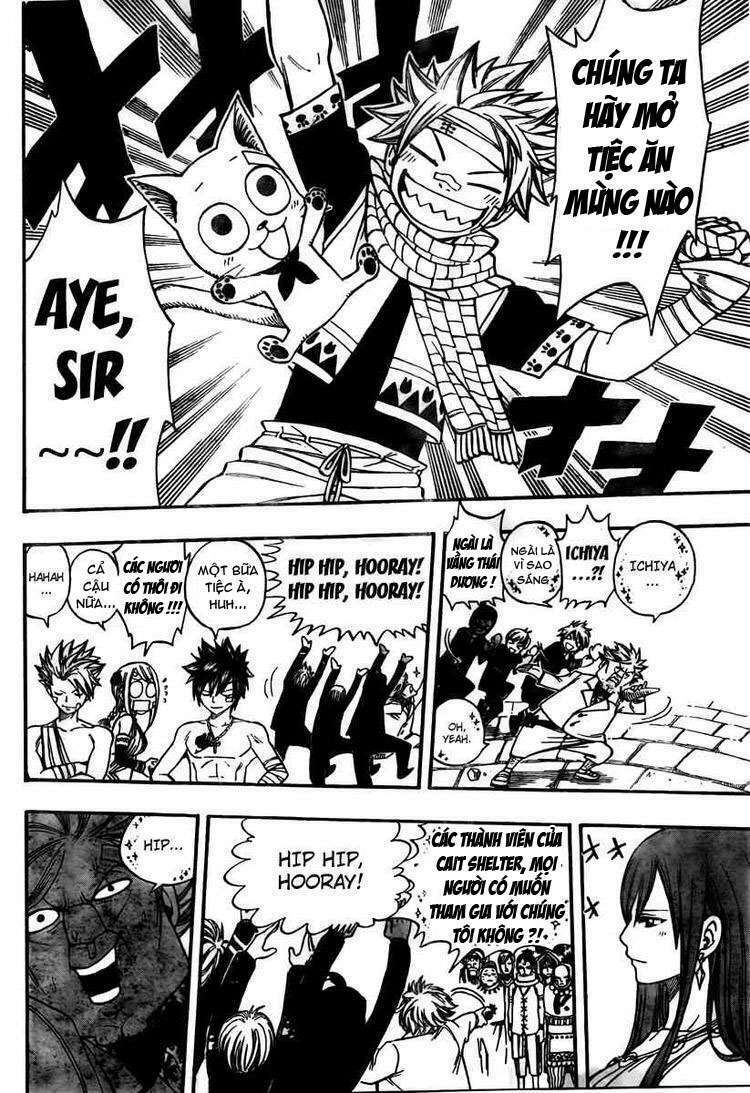 CHÚNG TA
HÃY MỞ
TIỆC ĂN
MỪNG NÀO
!!!
AYE,
SIR
~~!!
ICHIYA
...
ICHIYA
...?!
NGÀI LÀ
VÌ SAO
SÁNG
NGÀI LÀ
VẦNG THÁI
DƯƠNG !
OH,
YEAH.
HIP HIP, HOORAY!
HIP HIP, HOORAY!
MỘT BỮA
TIỆC À,
HUH...
CÁC NGƯỜI
CÓ THÔI ĐI
KHÔNG !!!
CẢ
CẬU
NỮA...
HAHAH
...
CÁC THÀNH VIÊN CỦA
CAIT SHELTER, MỌI
NGƯỜI CÓ MUỐN
THAM GIA VỚI CHÚNG
TÔI KHÔNG ?!
HIP HIP,
HOORAY!
HIP...